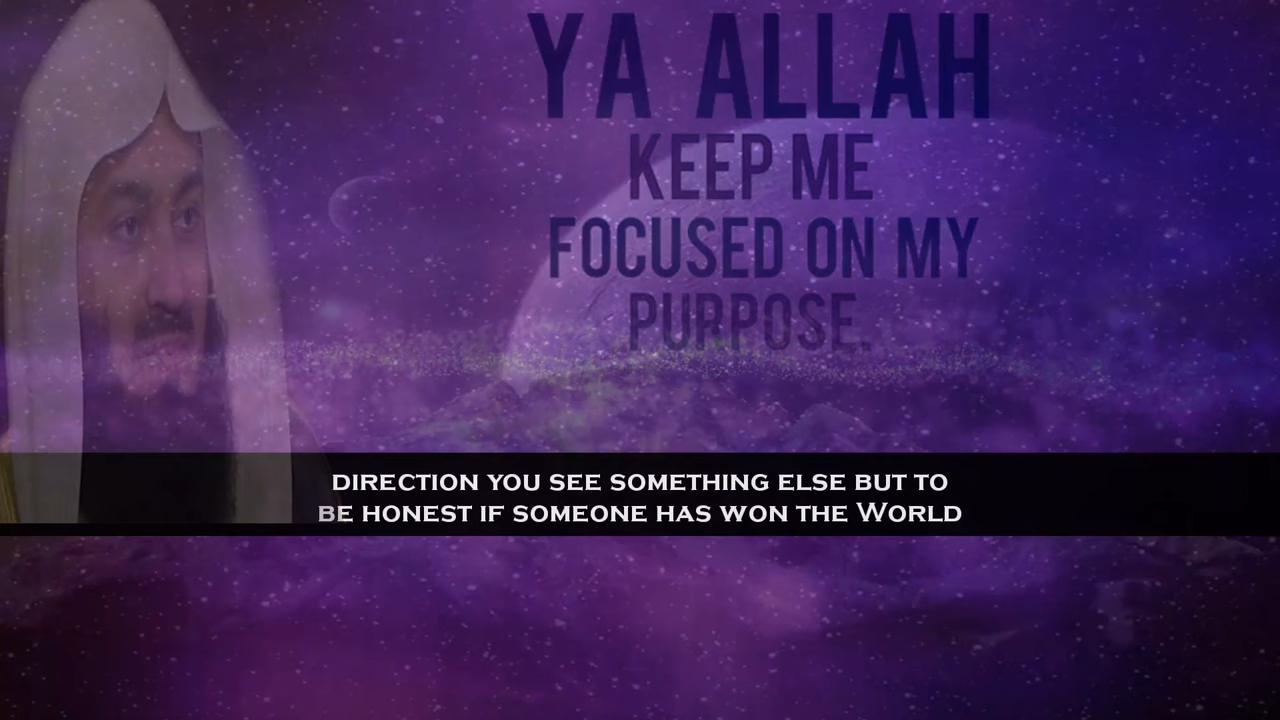 YA ALLAH
KEEP ME
FOCUSED ON MY
PURPOSE.
DIRECTION YOU SEE SOMETHING ELSE BUT TO
BE HONEST IF SOMEONE HAS WON THE WORLD